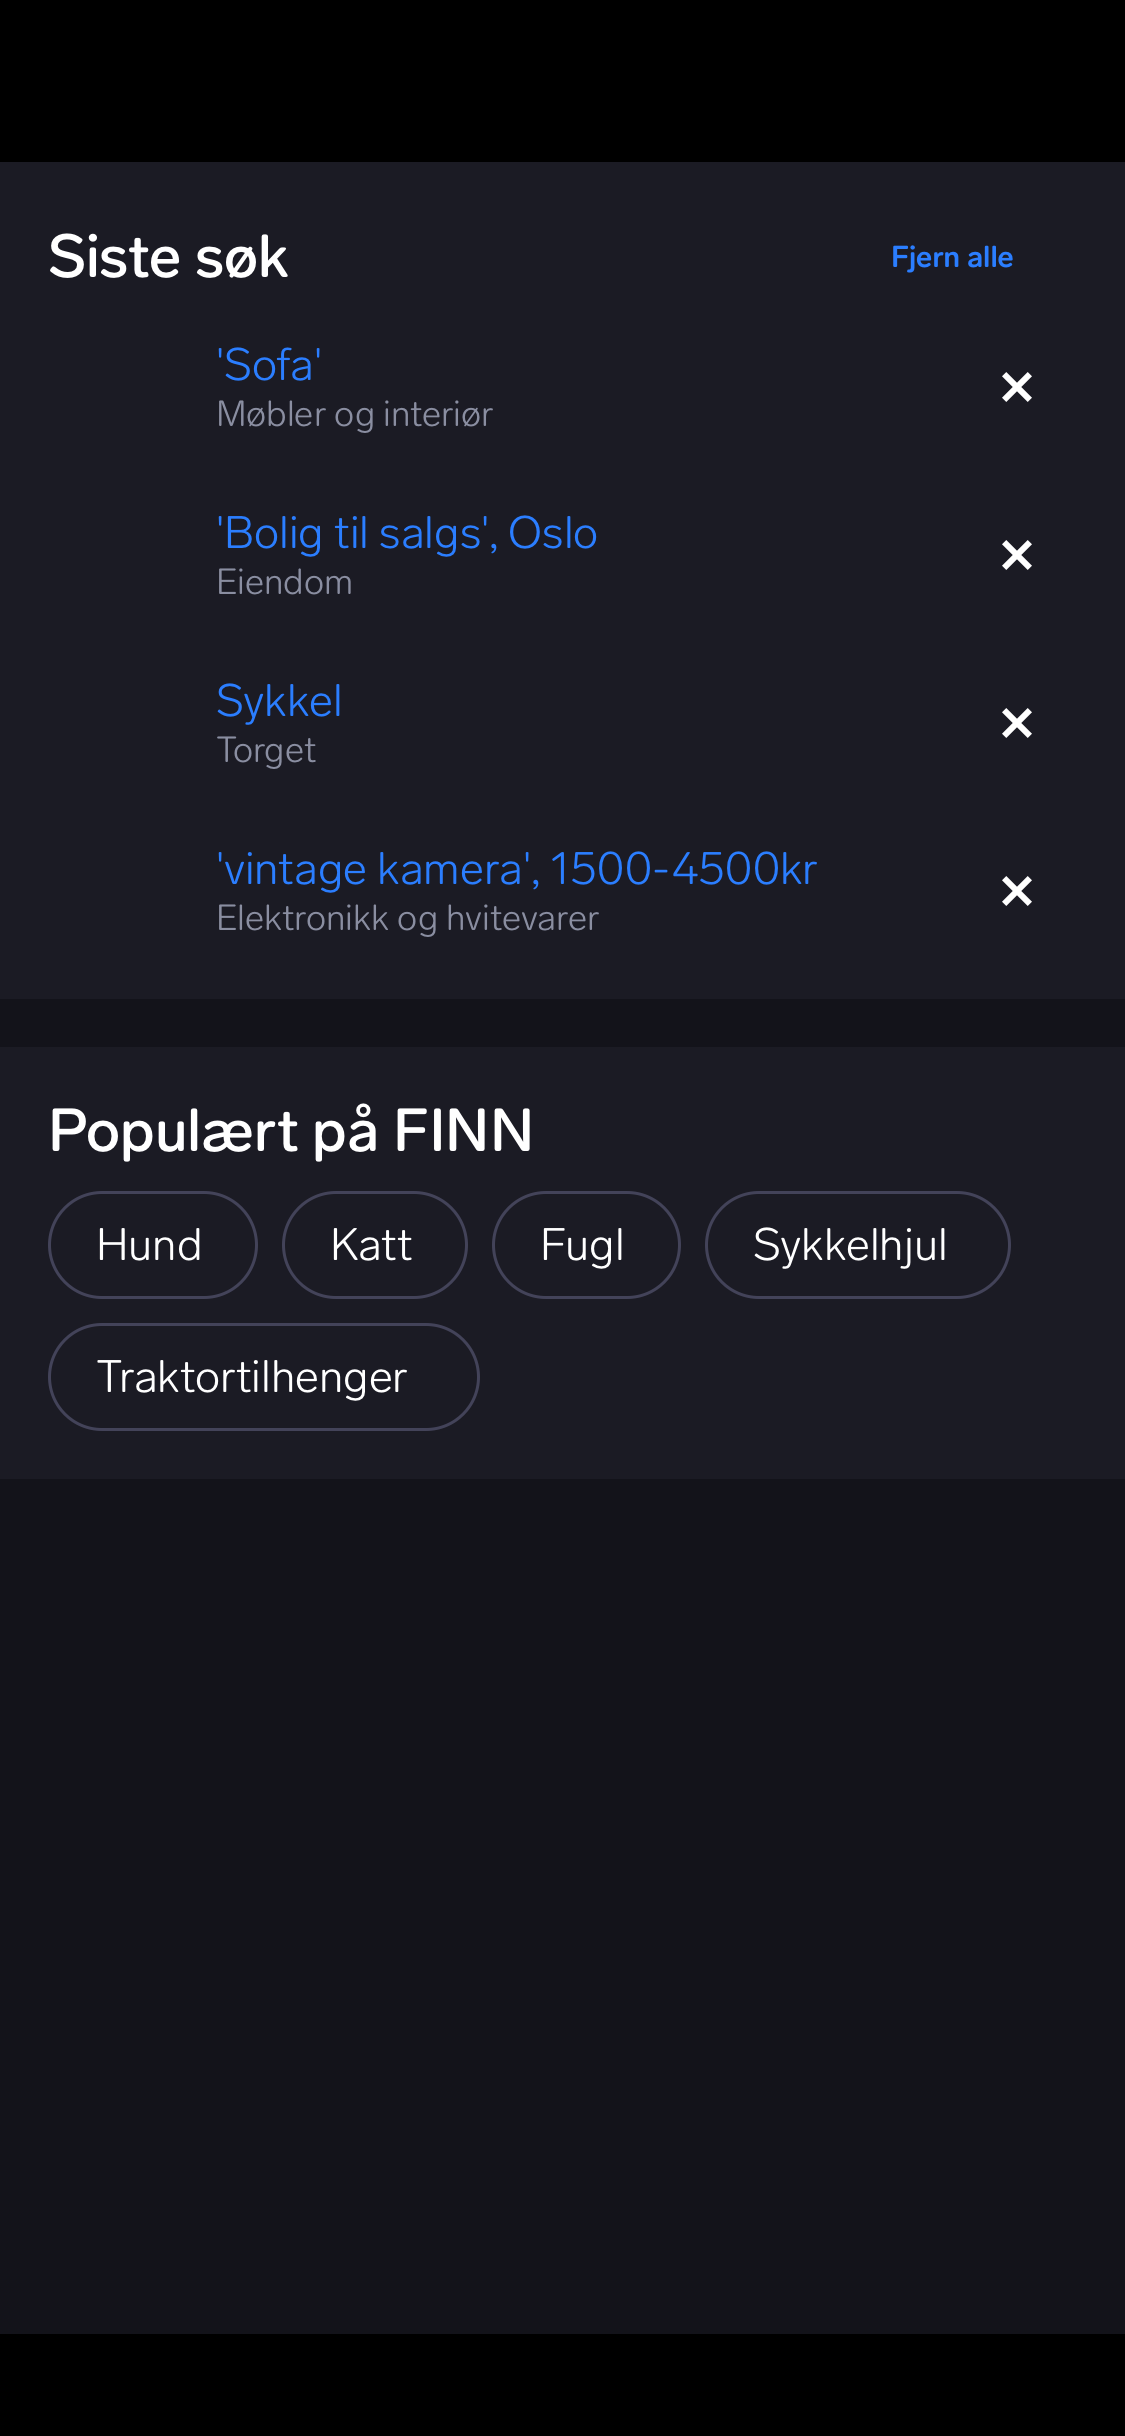 Siste søk
Fjern alle
'Sofa'
Møbler og interiør
'Bolig til salgs', Oslo
Eiendom
Sykkel
Torget
'vintage kamera', 1500-4500kr
Elektronikk og hvitevarer
Populært på FINN
Hund Katt Fugl Sykkelhjul
Traktortilhenger